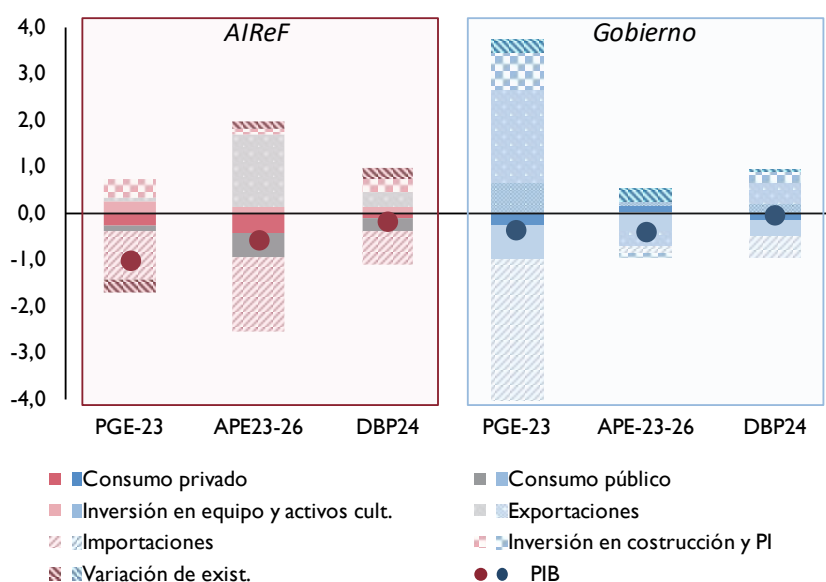 AIReF Gobierno
4,0
3,0
2,0
1,0
0,0
-1,0
-2,0
-3,0
-4,0
PGE-23 APE23-26 DBP24 PGE-23 APE-23-26 DBP24
Consumo privado Consumo público
Inversión en equipo y activos cult. Exportaciones
Importaciones Inversión en costrucción y PI
Variación de exist. PIB